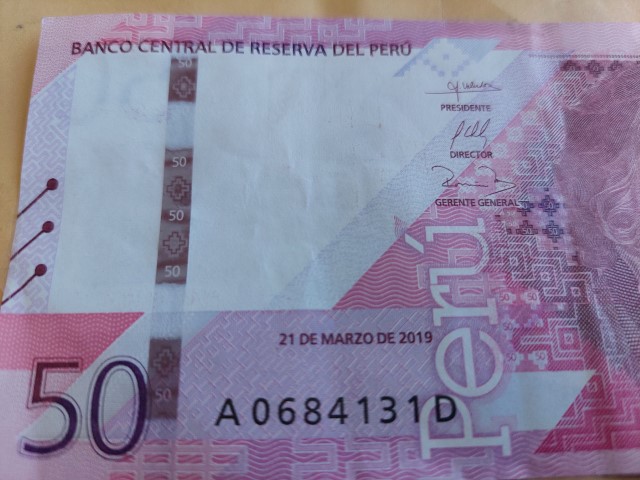 BANCO CENTRAL DE RESERVA DEL PERÚ
PRESIDENTE
DIRECTOR
GERENTE GENERAL
Perú
50
50
50
50
50
21 DE MARZO DE 2019
A0684131D
50